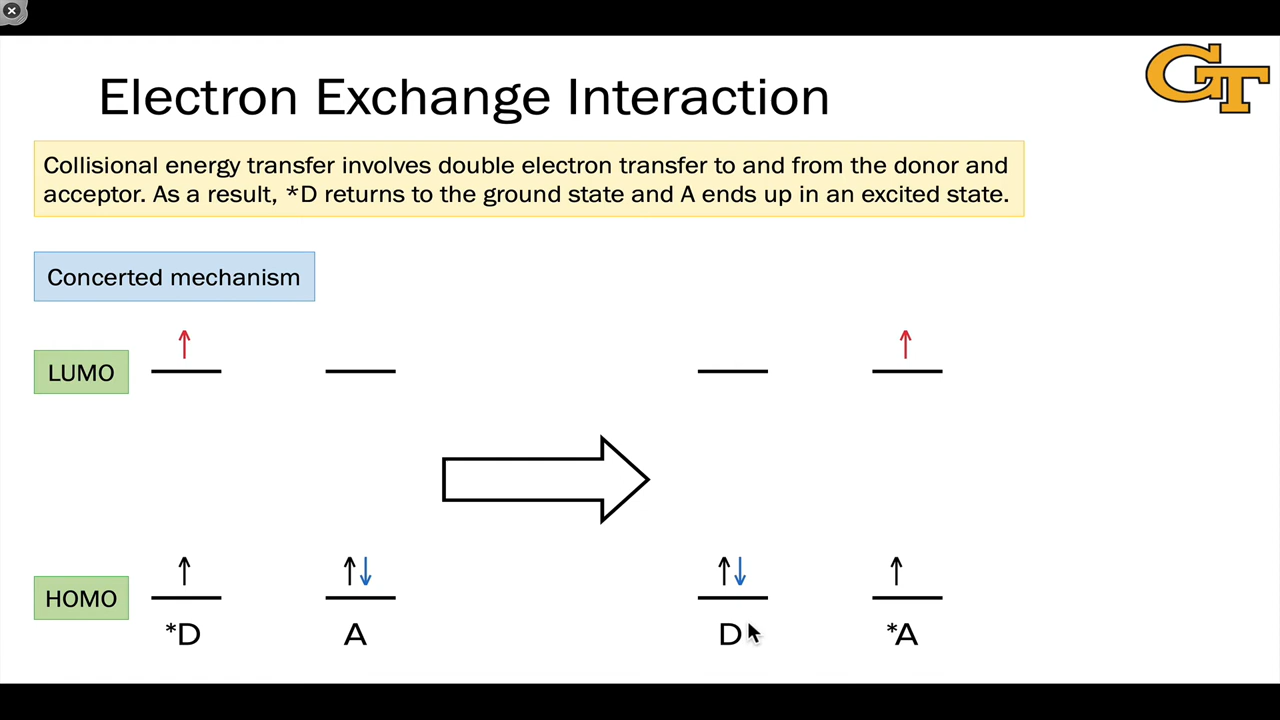 GT
Electron Exchange Interaction
Collisional energy transfer involves double electron transfer to and from the donor and
acceptor. As a result, *D returns to the ground state and A ends up in an excited state.
Concerted mechanism
LUMO
HOMO
*D A D *A